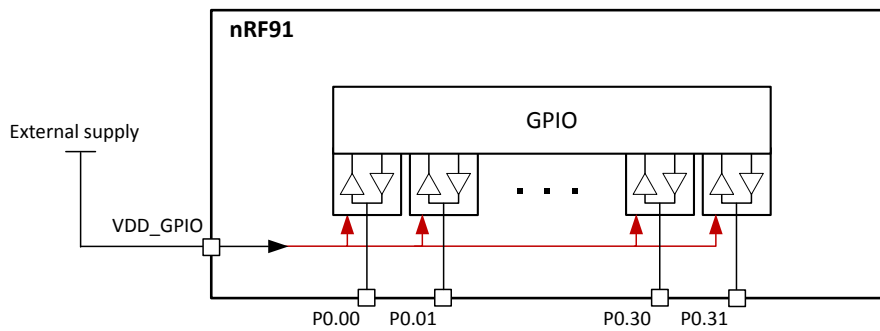 nRF91
GPIO
External supply
VDD_GPIO
P0.00
P0.01
P0.30
P0.31